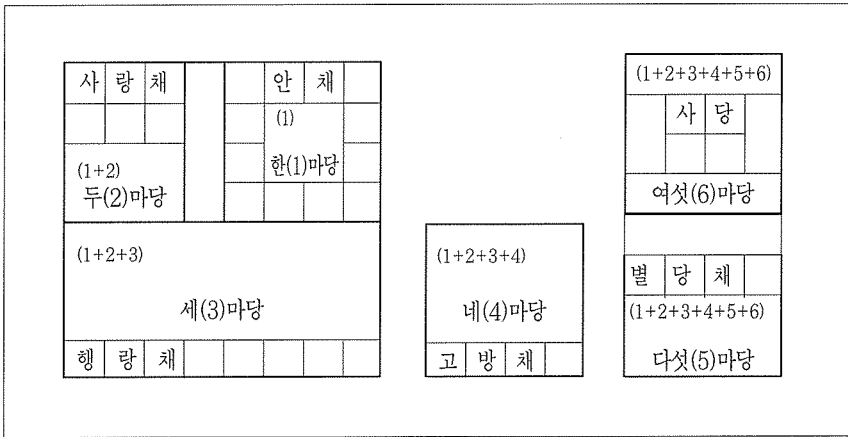 사 랑 채
안 채
(1)
한(1)마당
(1+2)
두(2)마당
(1+2+3)
세(3)마당
행 랑 채
(1+2+3+4)
네(4)마당
고 방 채
(1+2+3+4+5+6)
사 당
여섯(6)마당
별 당 채
(1+2+3+4+5+6)
다섯(5)마당